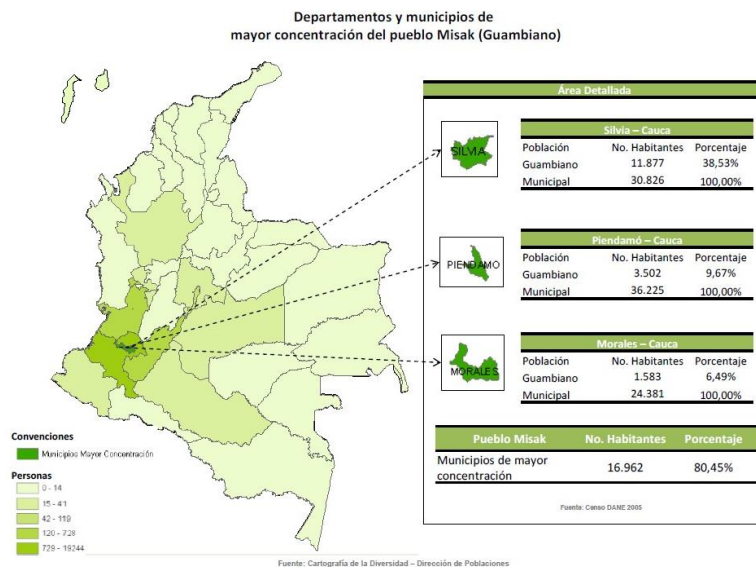 Departamentos y municipios de
mayor concentración del pueblo Misak (Guambiano)
Área Detallada
SILVIA
Silvia – Cauca
Población No. Habitantes Porcentaje
Guambiano 11.877 38,53%
Municipal 30.826 100,00%
PIENDAMO
Piendamó – Cauca
Población No. Habitantes Porcentaje
Guambiano 3.502 9,67%
Municipal 36.225 100,00%
MORALES
Morales – Cauca
Población No. Habitantes Porcentaje
Guambiano 1.583 6,49%
Municipal 24.381 100,00%
Pueblo Misak No. Habitantes Porcentaje
Municipios de mayor
concentración 16.962 80,45%
Fuente: Censo DANE 2005
Convenciones
Municipios Mayor Concentración
Personas
0 - 14
15 - 41
42 - 119
120 - 728
729 - 19244
Fuente: Cartografía de la Diversidad – Dirección de Poblaciones